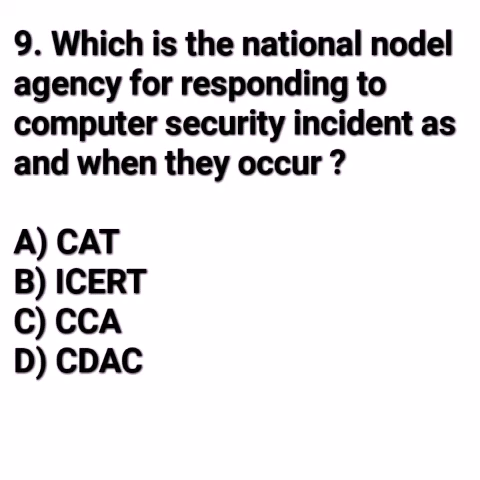 9. Which is the national nodel
agency for responding to
computer security incident as
and when they occur ?
A) CAT
B) ICERT
C) CCA
D) CDAC